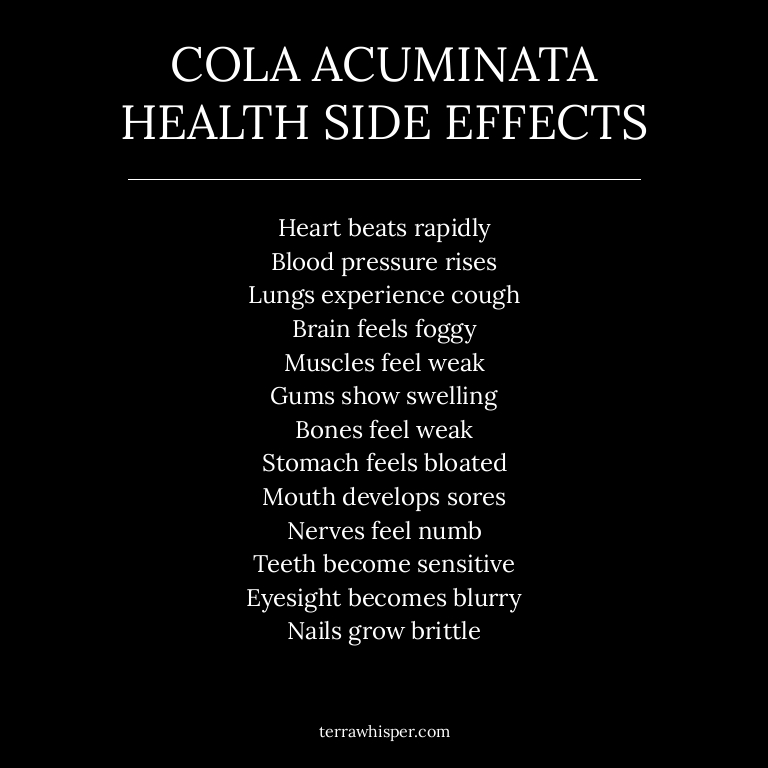 COLA ACUMINATA
HEALTH SIDE EFFECTS
Heart beats rapidly
Blood pressure rises
Lungs experience cough
Brain feels foggy
Muscles feel weak
Gums show swelling
Bones feel weak
Stomach feels bloated
Mouth develops sores
Nerves feel numb
Teeth become sensitive
Eyesight becomes blurry
Nails grow brittle
terrawhisper.com